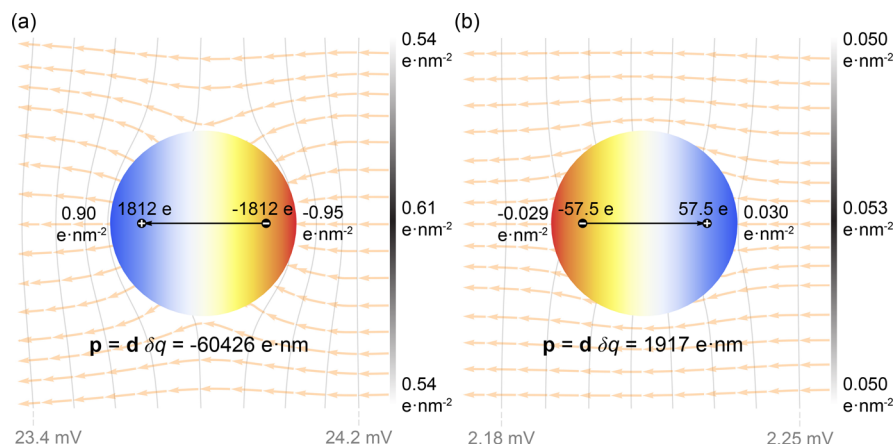 (a)
0.54
e·nm⁻²
0.90
e·nm⁻²
1812 e
-1812 e
-0.95
e·nm⁻²
0.61
e·nm⁻²
p = d δq = -60426 e·nm
0.54
e·nm⁻²
23.4 mV
24.2 mV
(b)
0.050
e·nm⁻²
-0.029
e·nm⁻²
-57.5 e
57.5 e
0.030
e·nm⁻²
0.053
e·nm⁻²
p = d δq = 1917 e·nm
0.050
e·nm⁻²
2.18 mV
2.25 mV